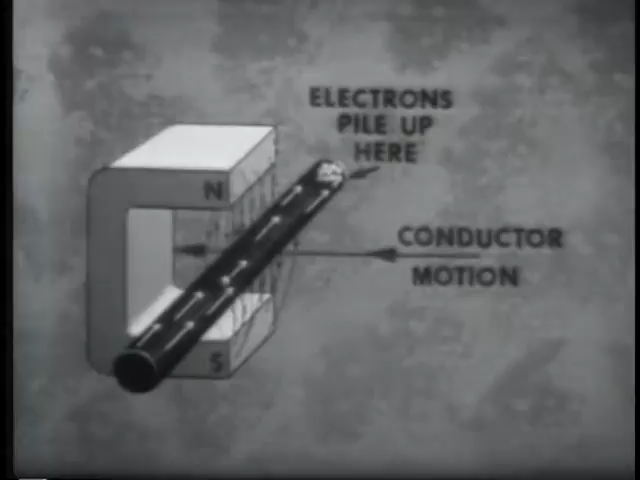 ELECTRONS
PILE UP
HERE
N
CONDUCTOR
MOTION
S